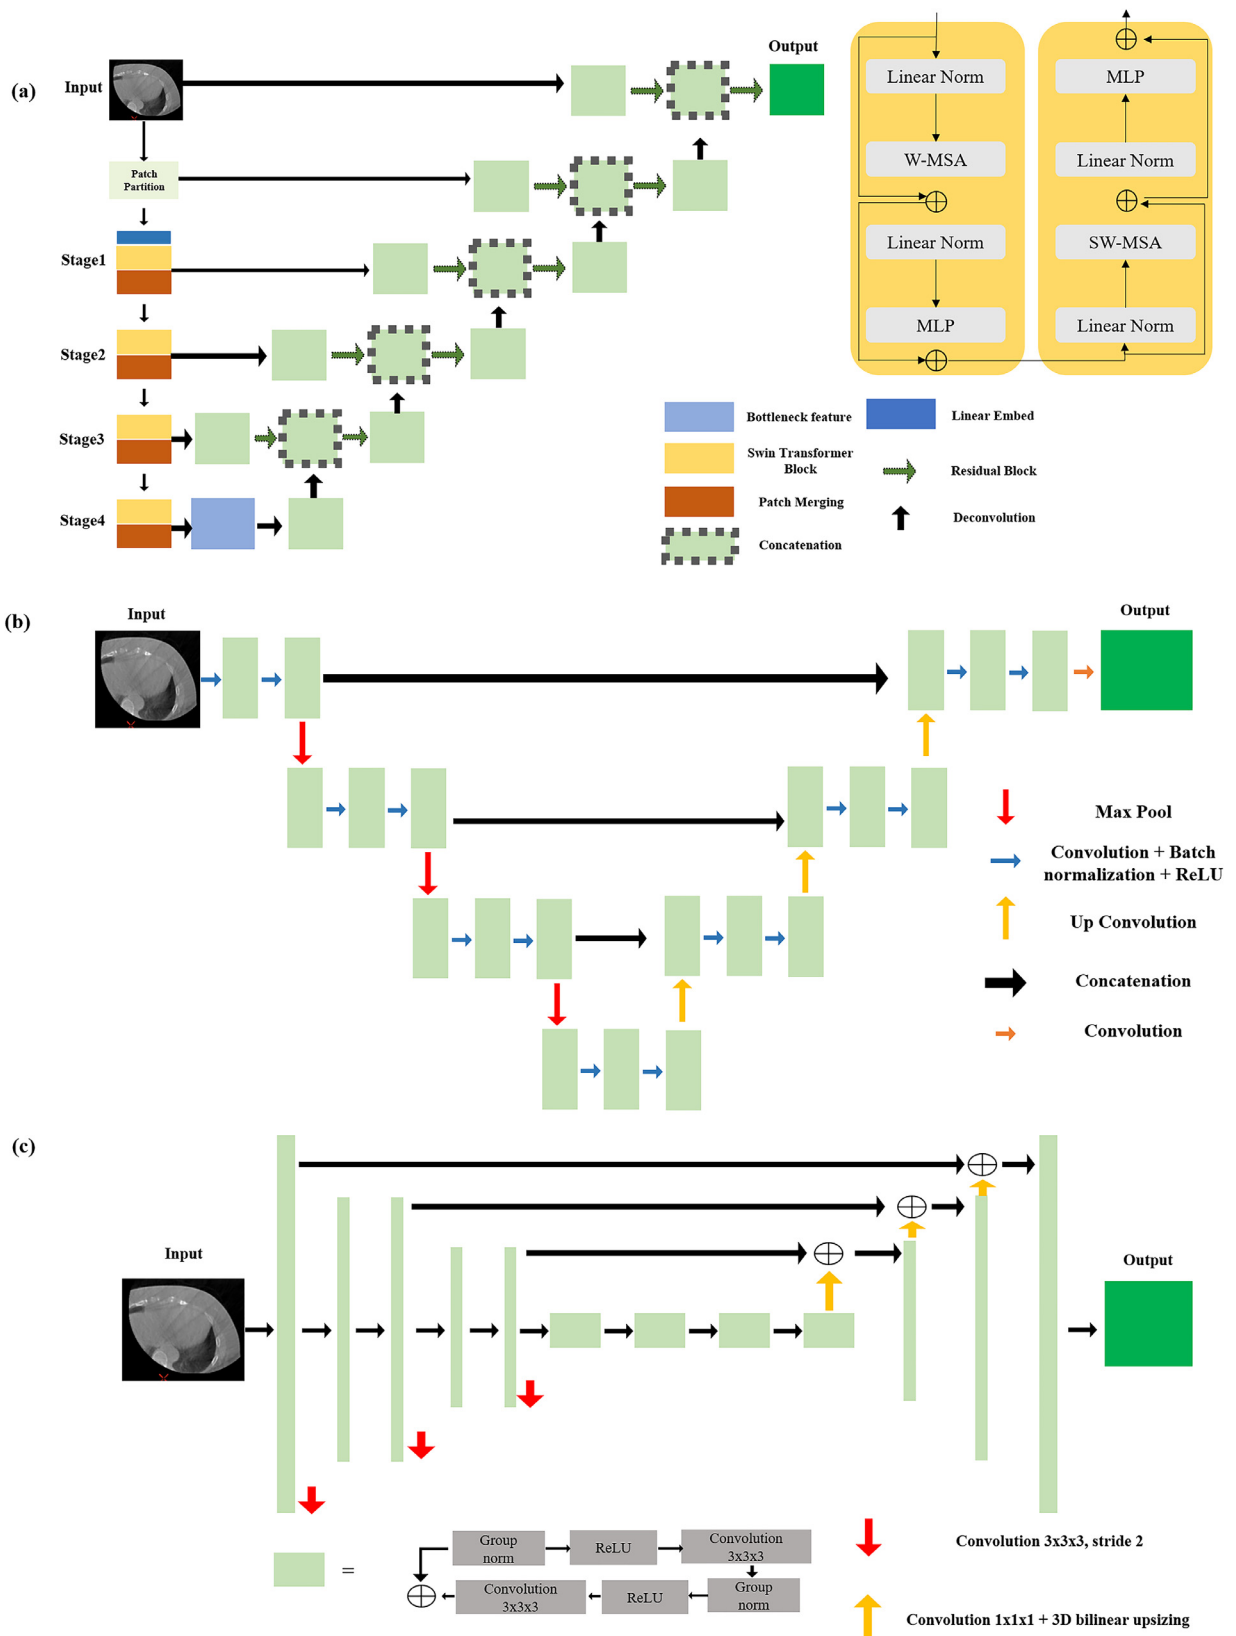 (a)
Input
Output
Patch
Partition
Stage1
Stage2
Stage3
Stage4
Linear Norm
W-MSA
Linear Norm
MLP
MLP
Linear Norm
SW-MSA
Linear Norm
Bottleneck feature
Linear Embed
Swin Transformer
Block
Residual Block
Patch Merging
Deconvolution
Concatenation
(b)
Input
Output
Max Pool
Convolution + Batch
normalization + ReLU
Up Convolution
Concatenation
Convolution
(c)
Input
Output
Group
norm
ReLU
Convolution
3x3x3
=
Convolution
3x3x3
ReLU
Group
norm
Convolution 3x3x3, stride 2
Convolution 1x1x1 + 3D bilinear upsizing